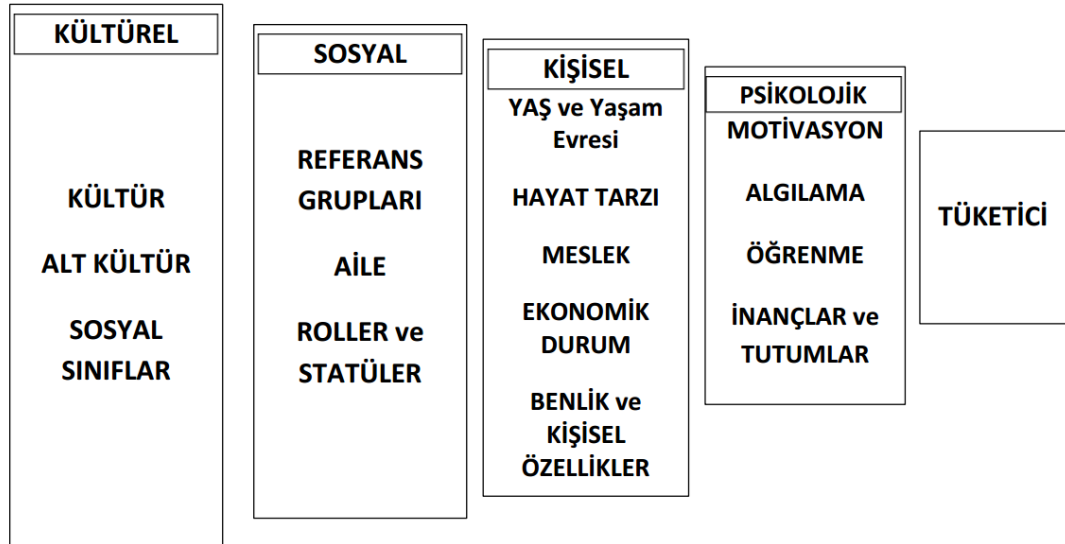 KÜLTÜREL
KÜLTÜR
ALT KÜLTÜR
SOSYAL
SINIFLAR
SOSYAL
REFERANS
GRUPLARI
AİLE
ROLLER ve
STATÜLER
KİŞİSEL
YAŞ ve Yaşam
Evresi
HAYAT TARZI
MESLEK
EKONOMİK
DURUM
BENLİK ve
KİŞİSEL
ÖZELLİKLER
PSİKOLOJİK
MOTİVASYON
ALGILAMA
ÖĞRENME
İNANÇLAR ve
TUTUMLAR
TÜKETİCİ